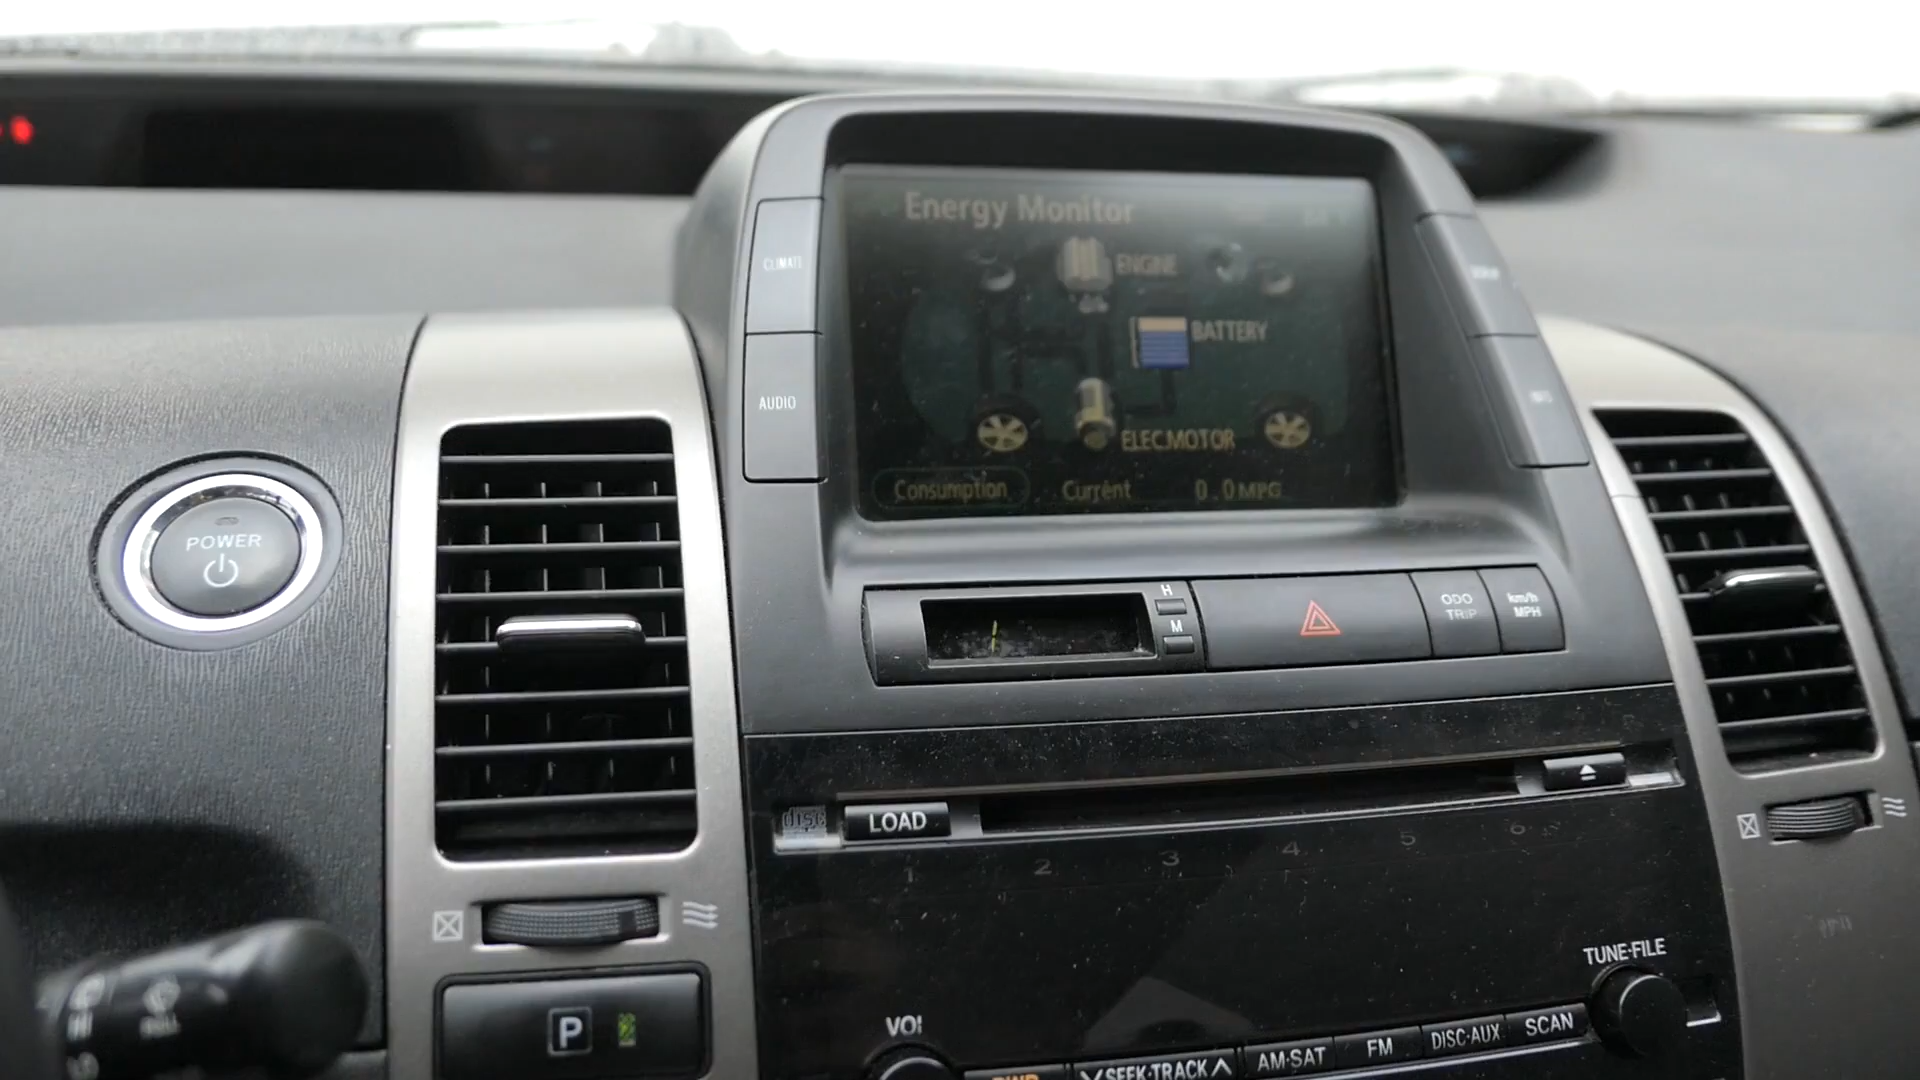 Energy Monitor
ENGINE
BATTERY
ELEC.MOTOR
Consumption
Current
0.0 MPG
CLIMATE
AUDIO
POWER
H
M
ODO
TRIP
km/h
MPH
disc
LOAD
1 2 3 4 5 6
TUNE·FILE
VOL
SEEK·TRACK
AM·SAT
FM
DISC·AUX
SCAN
P